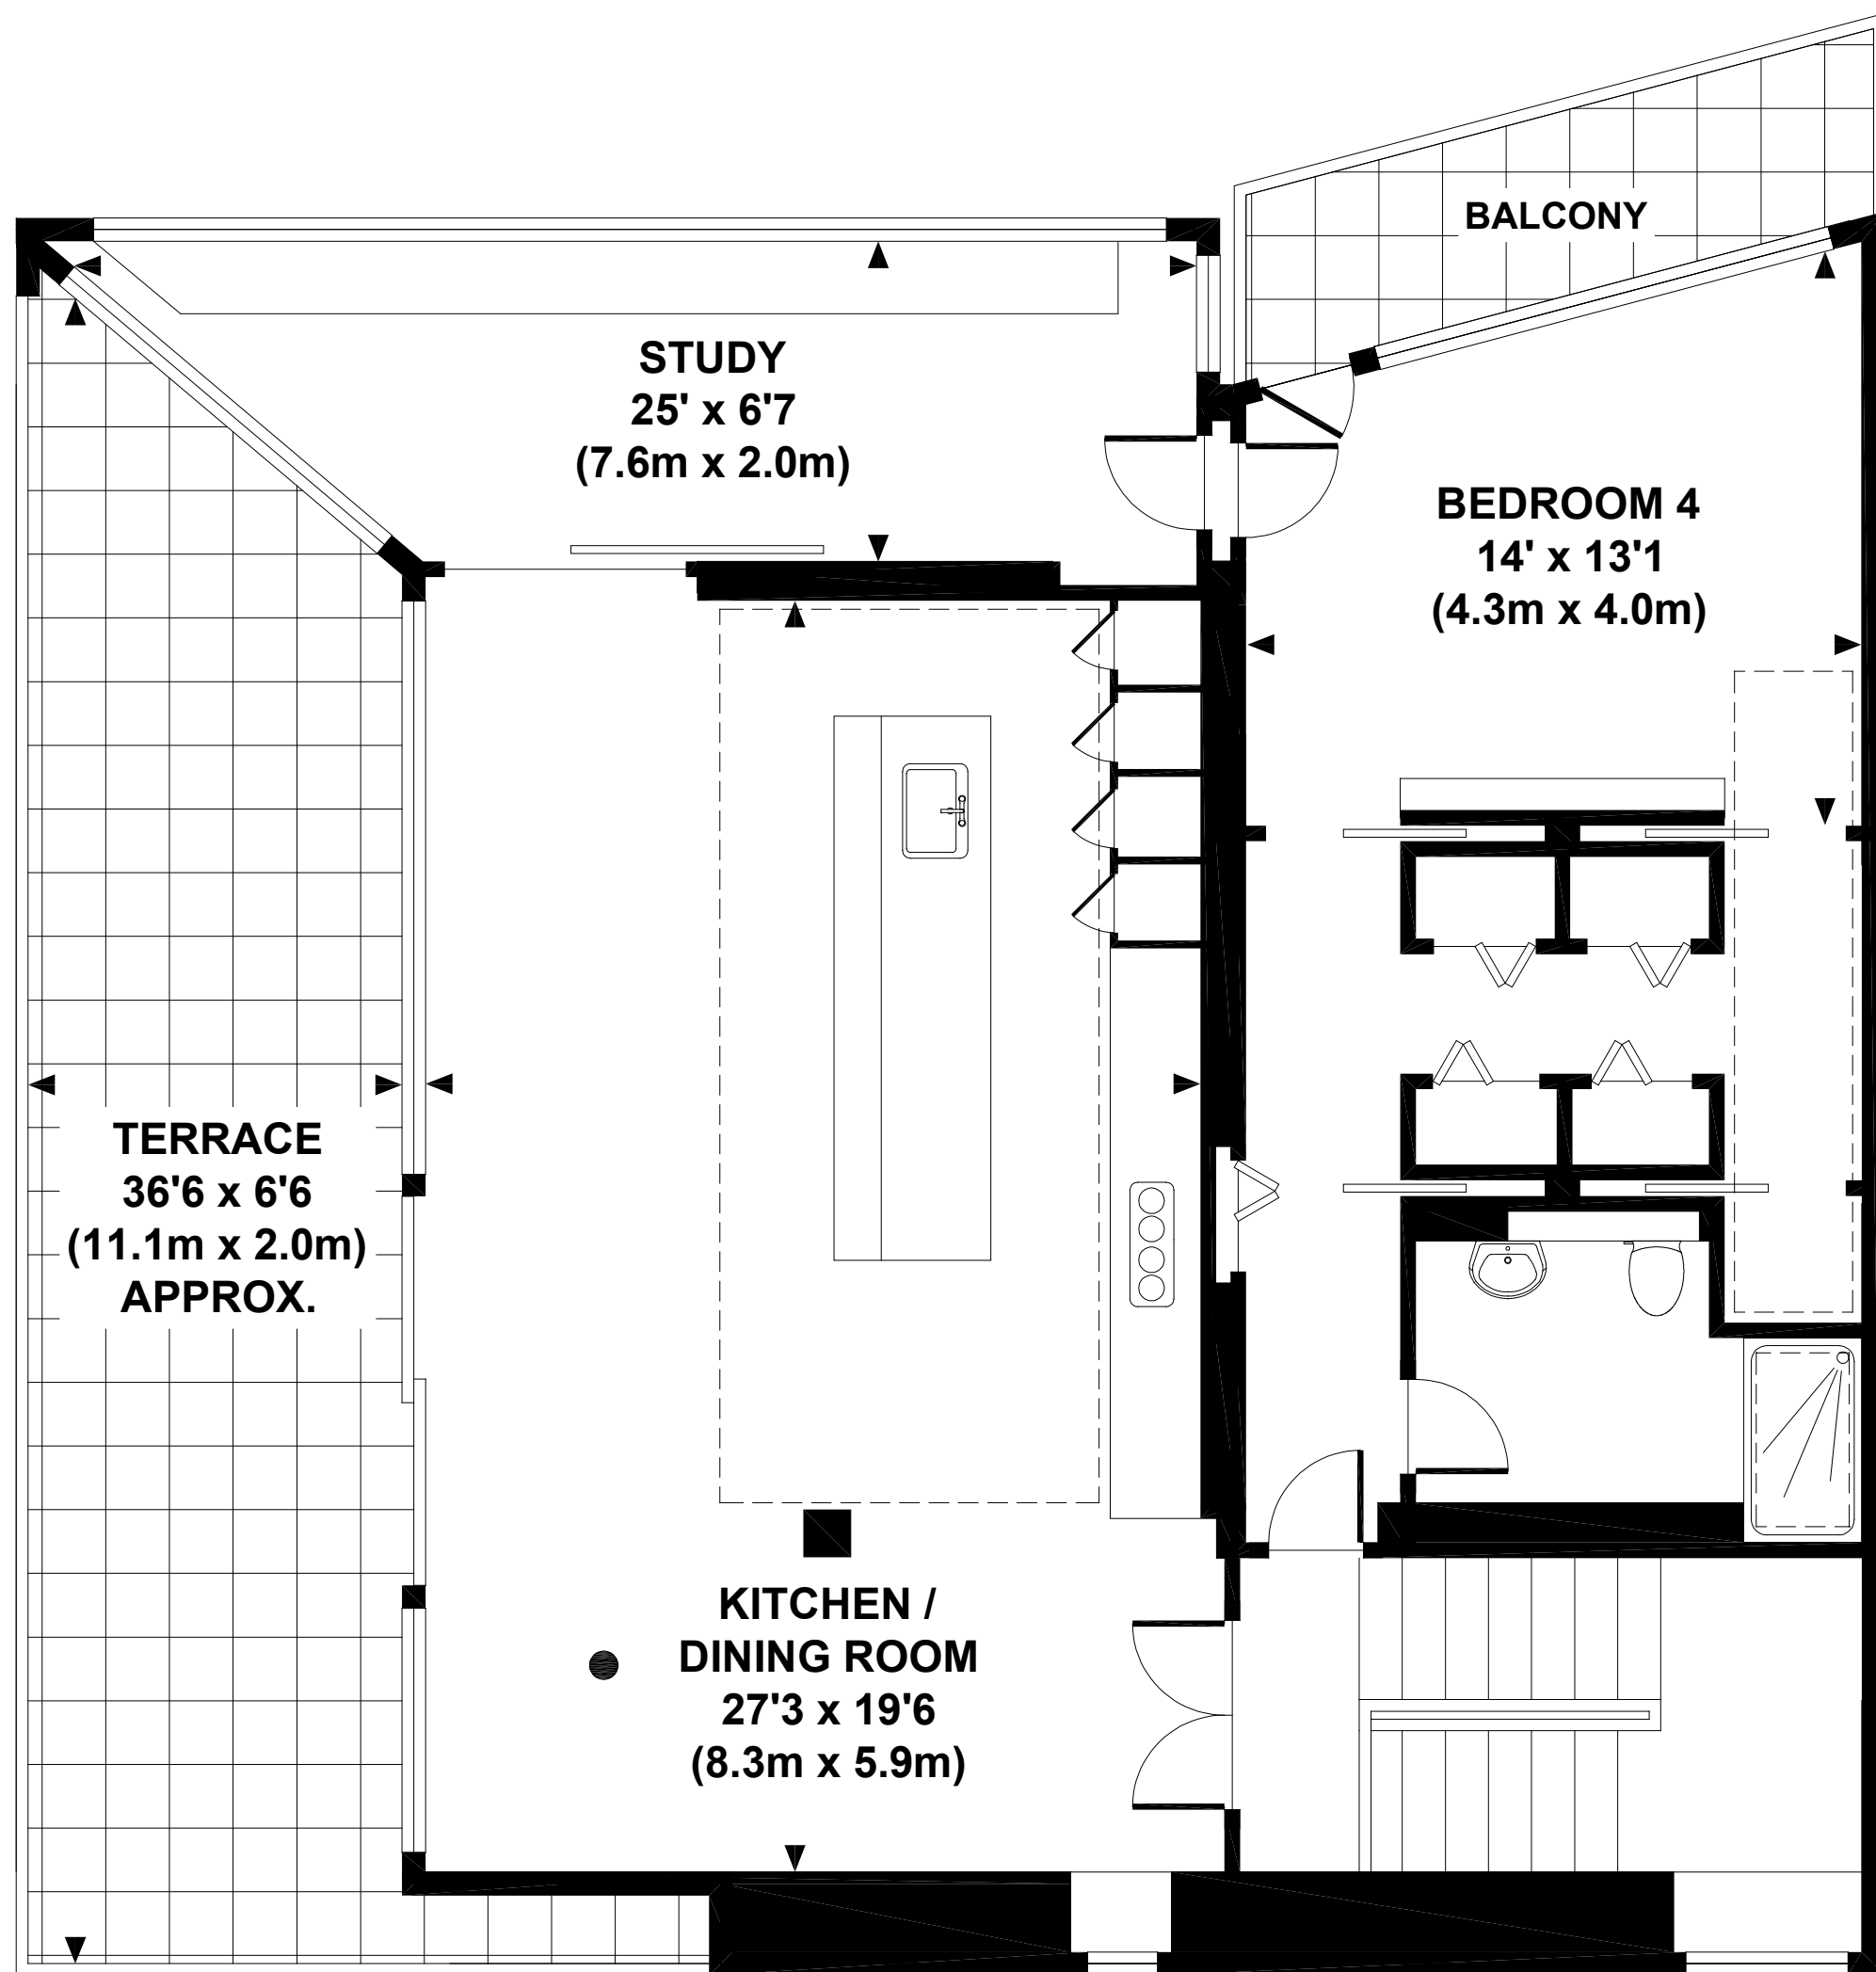 BALCONY
STUDY
25' x 6'7
(7.6m x 2.0m)
BEDROOM 4
14' x 13'1
(4.3m x 4.0m)
TERRACE
36'6 x 6'6
(11.1m x 2.0m)
APPROX.
KITCHEN /
DINING ROOM
27'3 x 19'6
(8.3m x 5.9m)